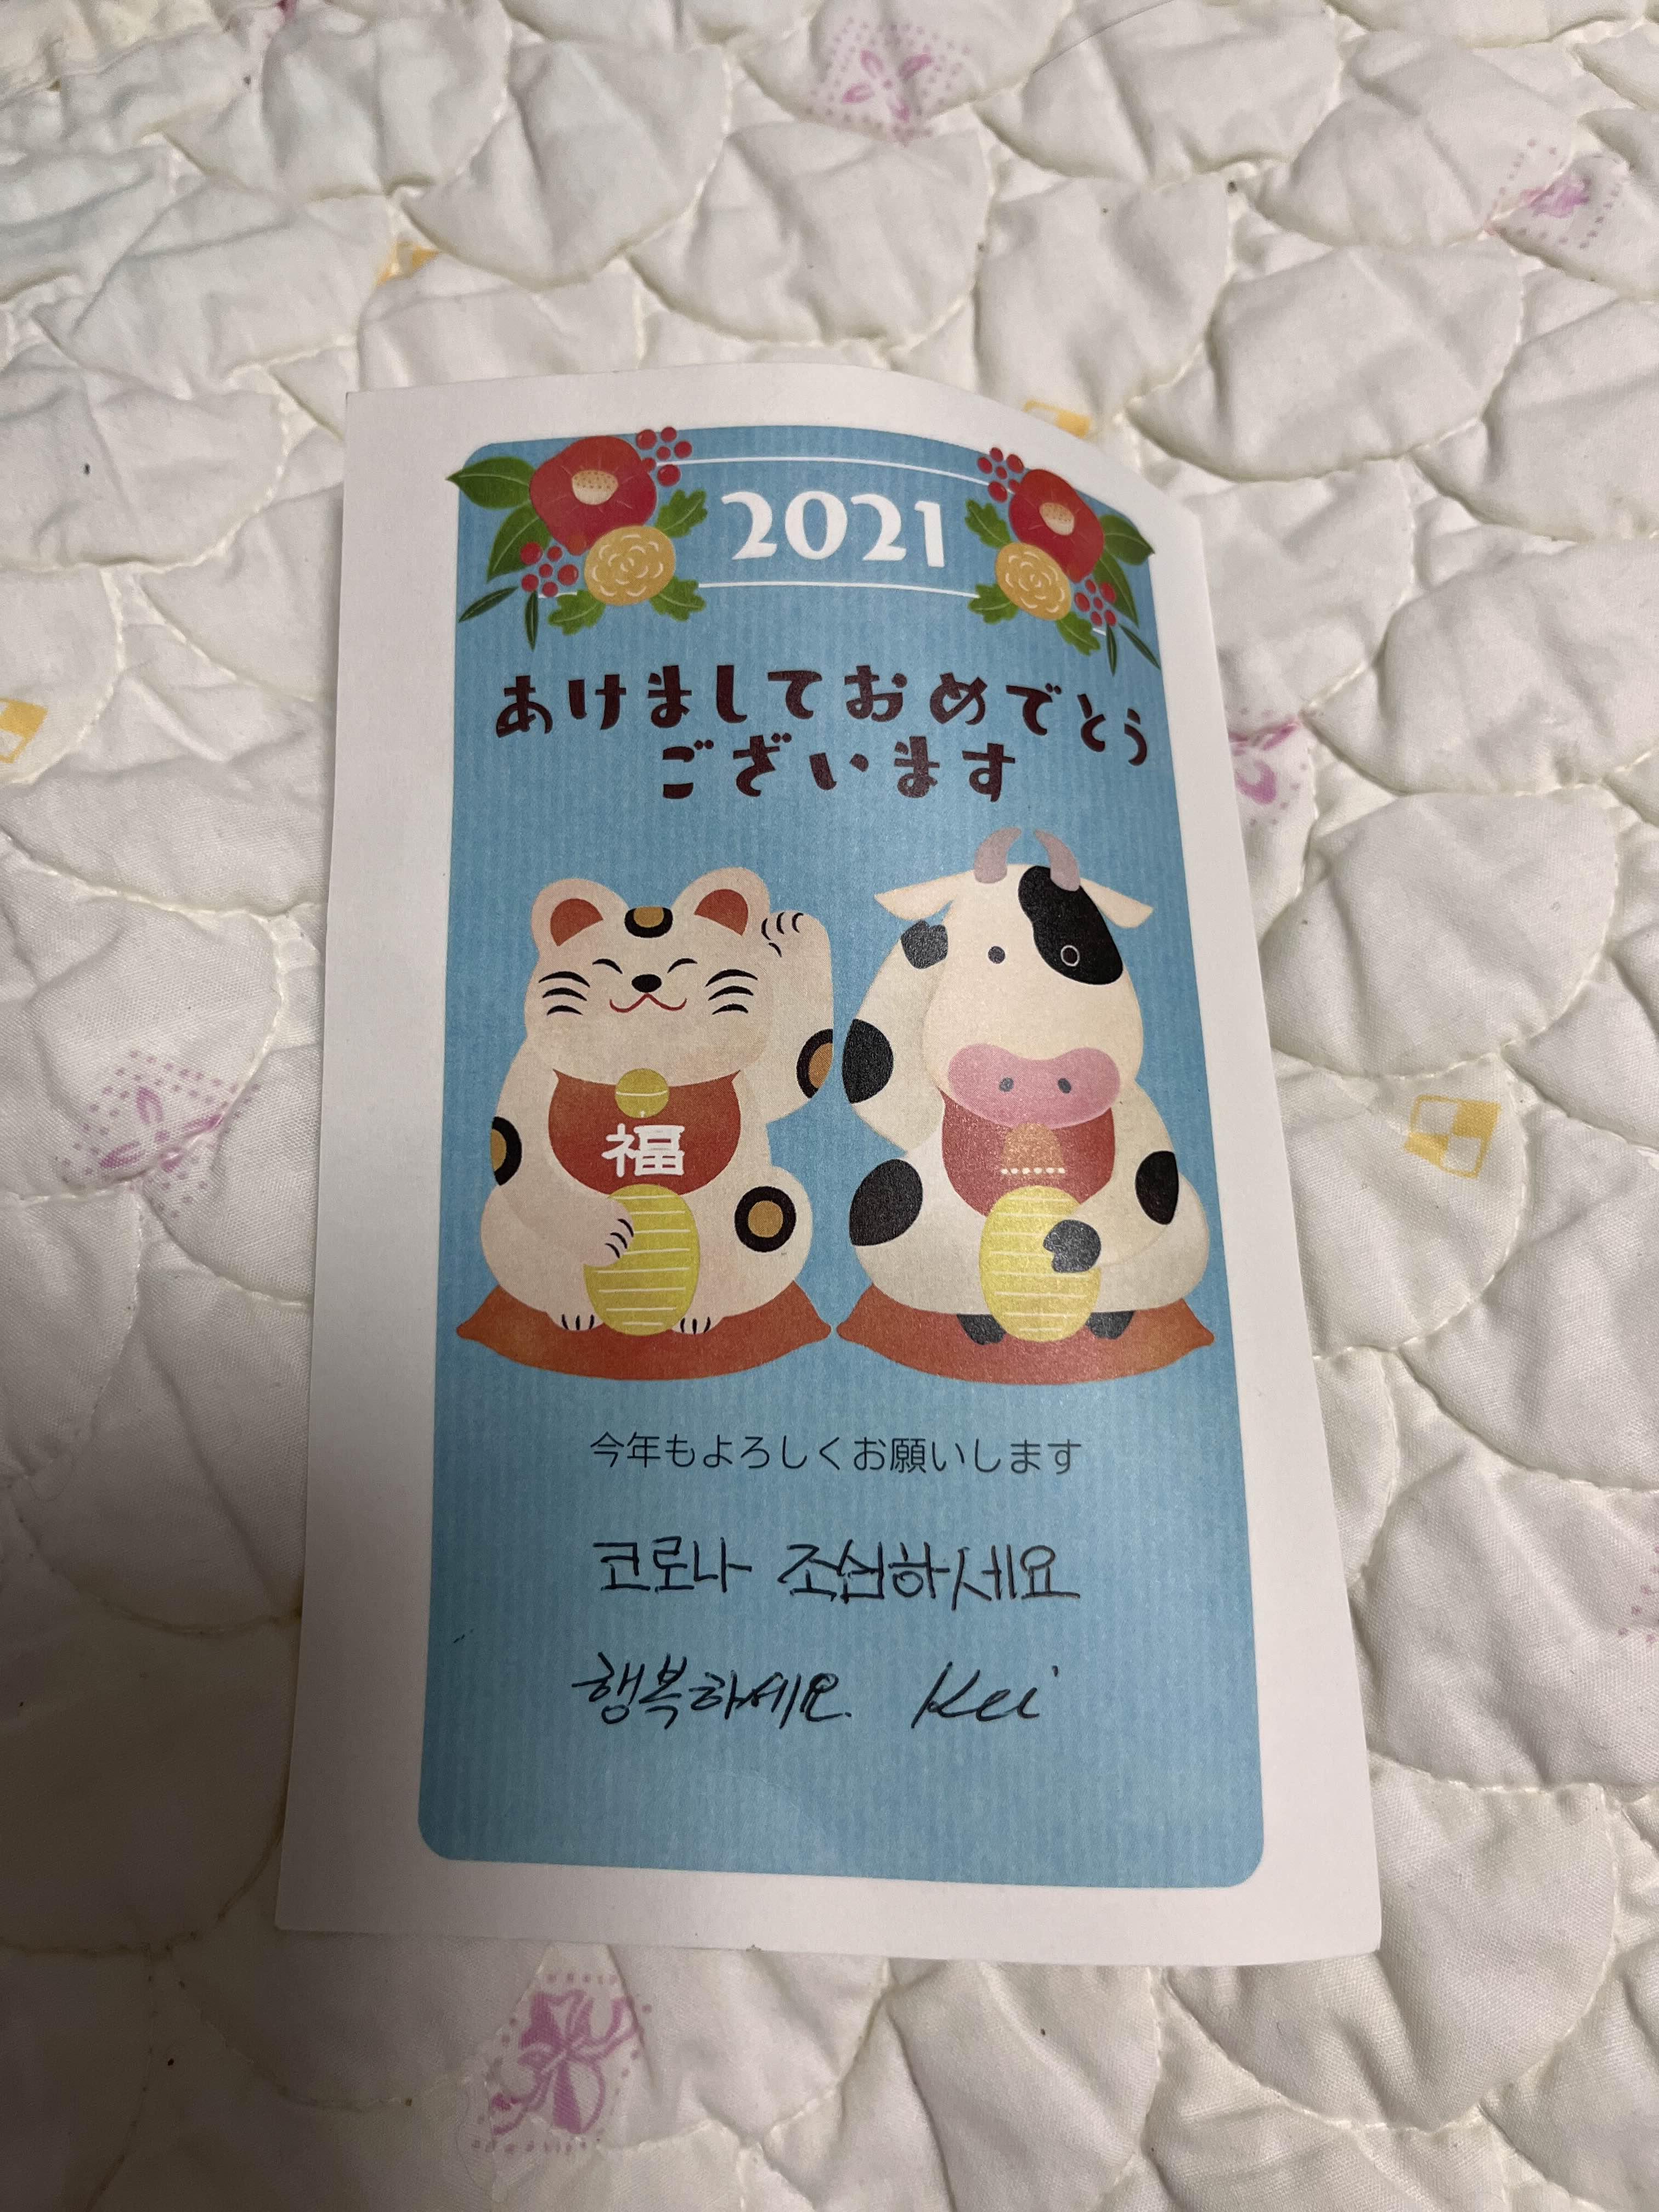 2021
あけましておめでとう
ございます
福
今年もよろしくお願いします
코로나 조심하세요
행복하세요. Kei